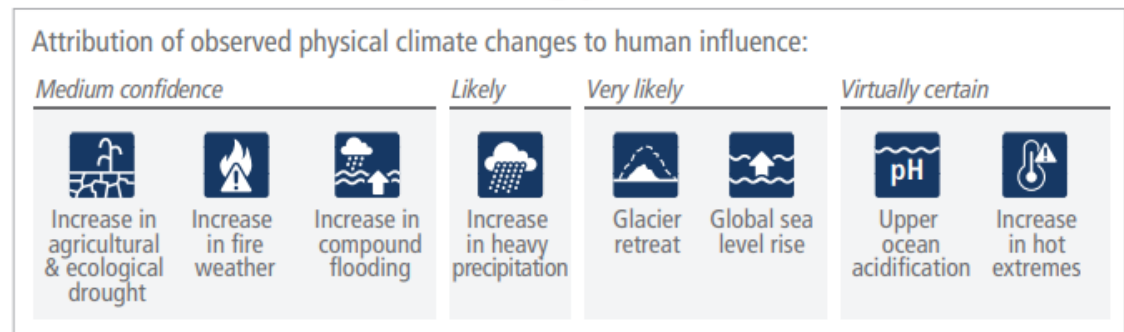 Attribution of observed physical climate changes to human influence:
Medium confidence
Likely
Very likely
Virtually certain
Increase in
agricultural
& ecological
drought
Increase
in fire
weather
Increase in
compound
flooding
Increase
in heavy
precipitation
Glacier
retreat
Global sea
level rise
pH
Upper
ocean
acidification
Increase
in hot
extremes